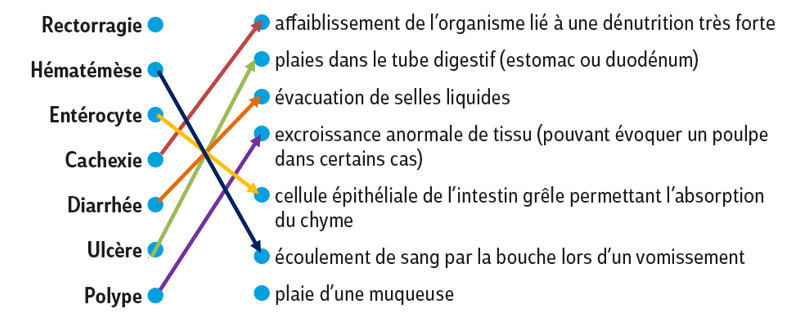 Rectorragie
Hématémèse
Entérocyte
Cachexie
Diarrhée
Ulcère
Polype
affaiblissement de l'organisme lié à une dénutrition très forte
plaies dans le tube digestif (estomac ou duodénum)
évacuation de selles liquides
excroissance anormale de tissu (pouvant évoquer un poulpe
dans certains cas)
cellule épithéliale de l'intestin grêle permettant l'absorption
du chyme
écoulement de sang par la bouche lors d'un vomissement
plaie d'une muqueuse